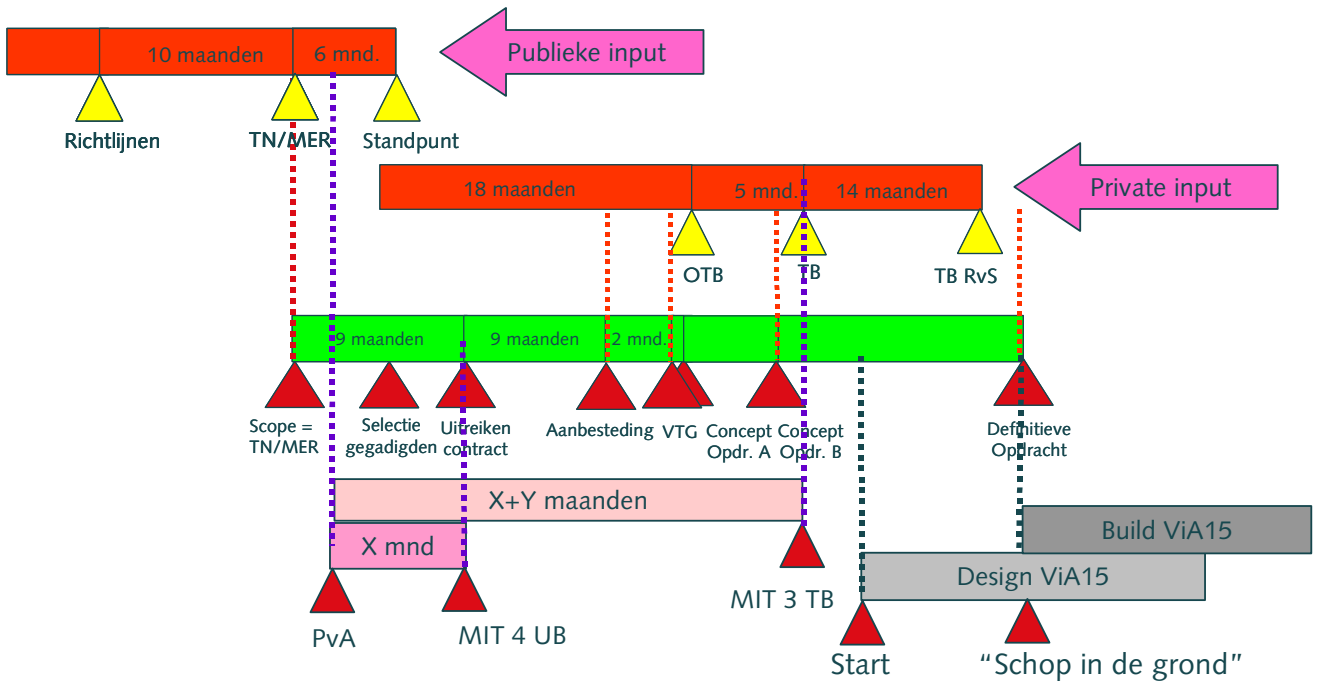 10 maanden
6 mnd.
Publieke input
Richtlijnen
TN/MER
Standpunt
18 maanden
5 mnd.
14 maanden
Private input
OTB
TB
TB RvS
9 maanden
9 maanden
2 mnd.
Scope =
TN/MER
Selectie
gegadigden
Uitreiken
contract
Aanbesteding
VTG
Concept
Opdr. A
Concept
Opdr. B
Definitieve
Opdracht
X+Y maanden
X mnd
Build ViA15
Design ViA15
MIT 3 TB
PvA
MIT 4 UB
Start
“Schop in de grond”